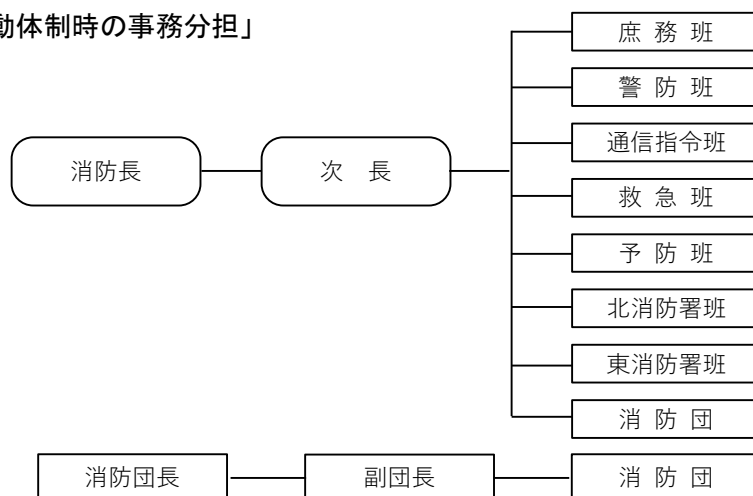 動体制時の事務分担」
庶 務 班
警 防 班
通信指令班
救 急 班
予 防 班
北消防署班
東消防署班
消 防 団
消防長
次 長
消防団長
副団長
消 防 団